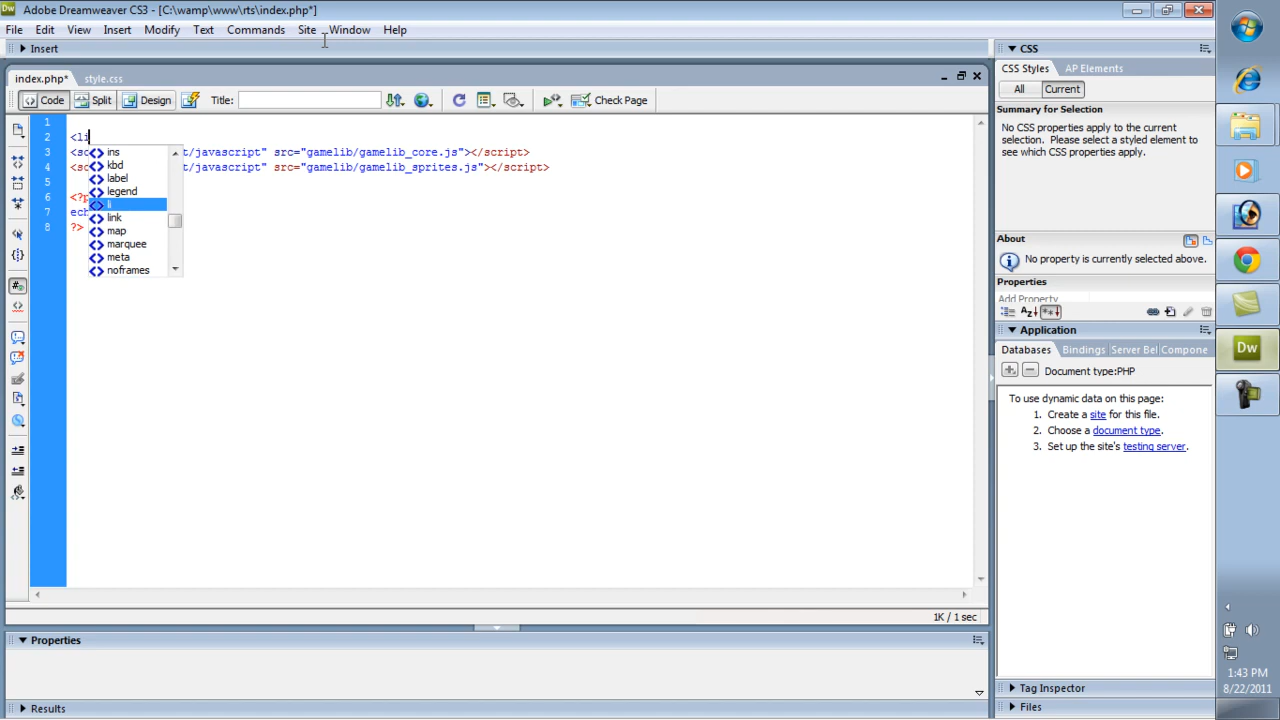 Dw Adobe Dreamweaver CS3 - [C:\wamp\www\rts\index.php*]
File Edit View Insert Modify Text Commands Site Window Help
Insert
index.php* style.css
Code Split Design Title: Check Page
1
2 <li
3 <sc t/javascript" src="gamelib/gamelib_core.js"></script>
4 <sc t/javascript" src="gamelib/gamelib_sprites.js"></script>
5
6 <?p
7 ech
8 ?>
ins
kbd
label
legend
li
link
map
marquee
meta
noframes
1K / 1 sec
Properties
Results
CSS
CSS Styles AP Elements
All Current
Summary for Selection
No CSS properties apply to the current
selection. Please select a styled element to
see which CSS properties apply.
About
No property is currently selected above.
Properties
Add Property
Application
Databases Bindings Server Bel Compone
Document type:PHP
To use dynamic data on this page:
1. Create a site for this file.
2. Choose a document type.
3. Set up the site's testing server.
Tag Inspector
Files
Dw
1:43 PM
8/22/2011